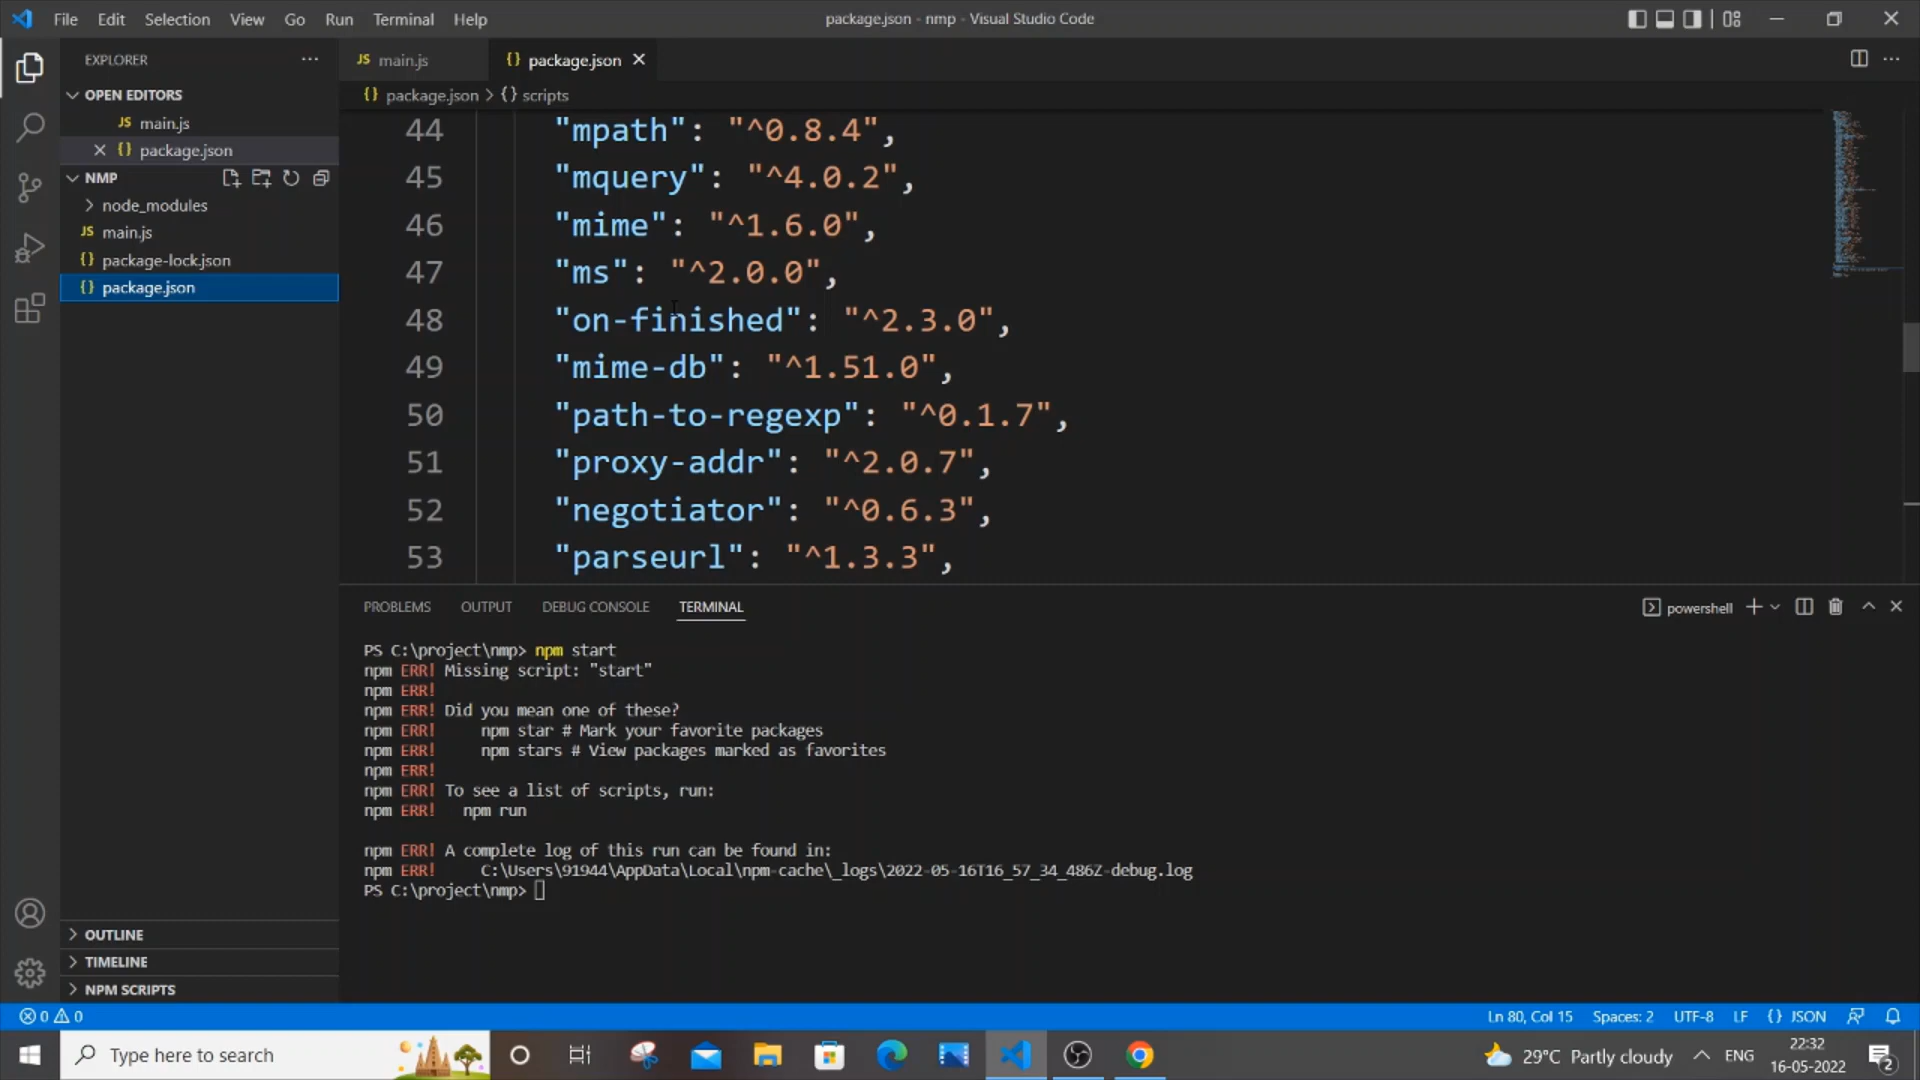 File Edit Selection View Go Run Terminal Help
package.json - nmp - Visual Studio Code
EXPLORER
OPEN EDITORS
JS main.js
{} package.json
NMP
node_modules
JS main.js
{} package-lock.json
{} package.json
OUTLINE
TIMELINE
NPM SCRIPTS
JS main.js
{} package.json
{} package.json > {} scripts
44 "mpath": "^0.8.4",
45 "mquery": "^4.0.2",
46 "mime": "^1.6.0",
47 "ms": "^2.0.0",
48 "on-finished": "^2.3.0",
49 "mime-db": "^1.51.0",
50 "path-to-regexp": "^0.1.7",
51 "proxy-addr": "^2.0.7",
52 "negotiator": "^0.6.3",
53 "parseurl": "^1.3.3",
PROBLEMS OUTPUT DEBUG CONSOLE TERMINAL
powershell
PS C:\project\nmp> npm start
npm ERR! Missing script: "start"
npm ERR!
npm ERR! Did you mean one of these?
npm ERR! npm star # Mark your favorite packages
npm ERR! npm stars # View packages marked as favorites
npm ERR!
npm ERR! To see a list of scripts, run:
npm ERR! npm run
npm ERR! A complete log of this run can be found in:
npm ERR! C:\Users\91944\AppData\Local\npm-cache\_logs\2022-05-16T16_57_34_486Z-debug.log
PS C:\project\nmp>
0 0
Ln 80, Col 15 Spaces: 2 UTF-8 LF {} JSON
Type here to search
29°C Partly cloudy
ENG
22:32
16-05-2022
2